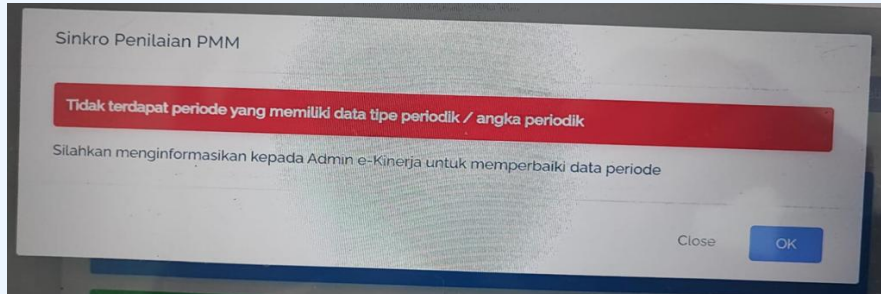 Sinkro Penilaian PMM
Tidak terdapat periode yang memiliki data tipe periodik / angka periodik
Silahkan menginformasikan kepada Admin e-Kinerja untuk memperbaiki data periode
Close
OK